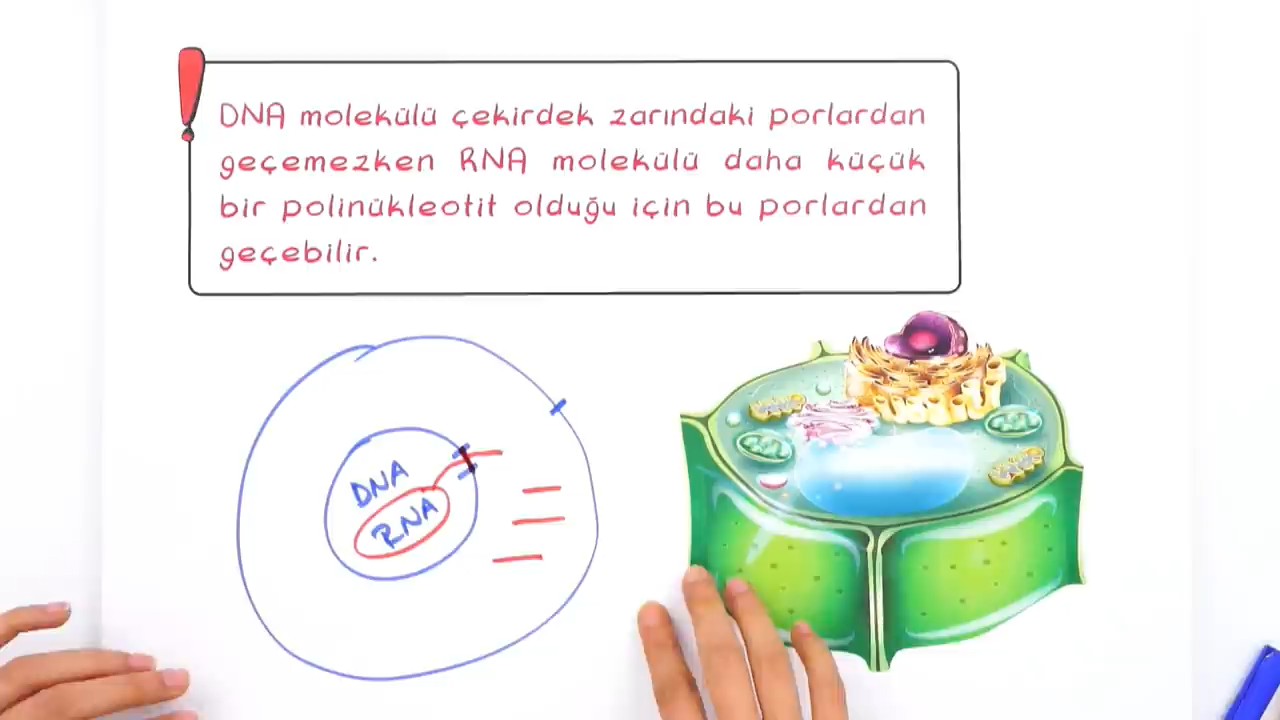 DNA molekülü çekirdek zarındaki porlardan
geçemezken RNA molekülü daha küçük
bir polinükleotit olduğu için bu porlardan
geçebilir.
DNA
RNA